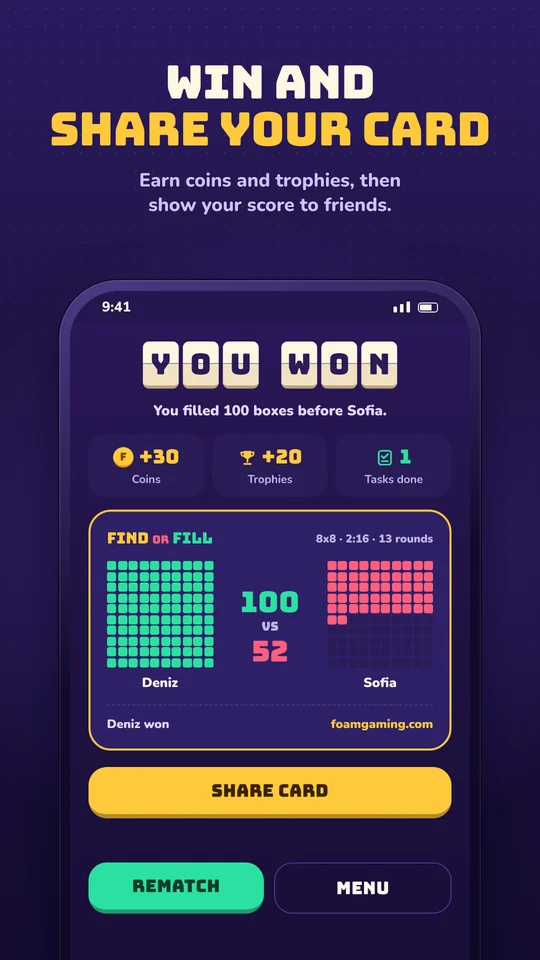 WIN AND
SHARE YOUR CARD
Earn coins and trophies, then
show your score to friends.
9:41
YOU WON
You filled 100 boxes before Sofia.
F +30
Coins
+20
Trophies
1
Tasks done
FIND OR FILL
8x8 · 2:16 · 13 rounds
100
VS
52
Deniz
Sofia
Deniz won
foamgaming.com
SHARE CARD
REMATCH
MENU